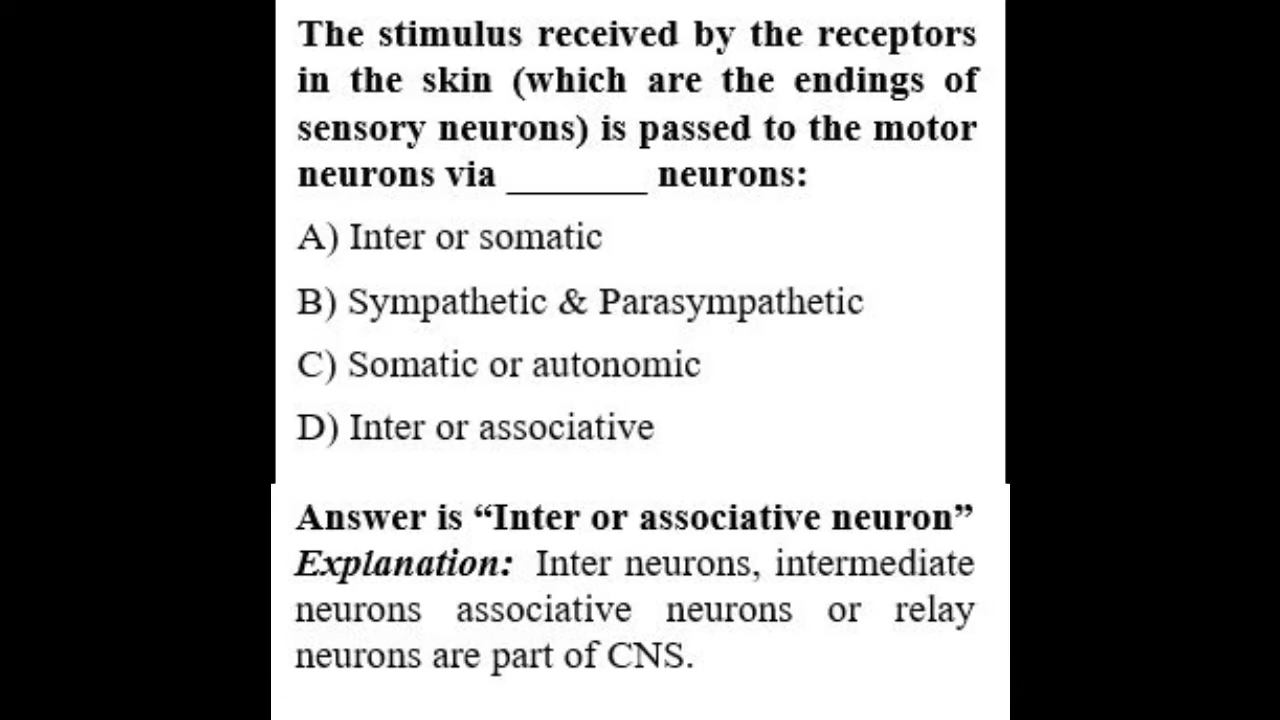 The stimulus received by the receptors
in the skin (which are the endings of
sensory neurons) is passed to the motor
neurons via _______ neurons:
A) Inter or somatic
B) Sympathetic & Parasympathetic
C) Somatic or autonomic
D) Inter or associative
Answer is “Inter or associative neuron”
Explanation: Inter neurons, intermediate
neurons associative neurons or relay
neurons are part of CNS.